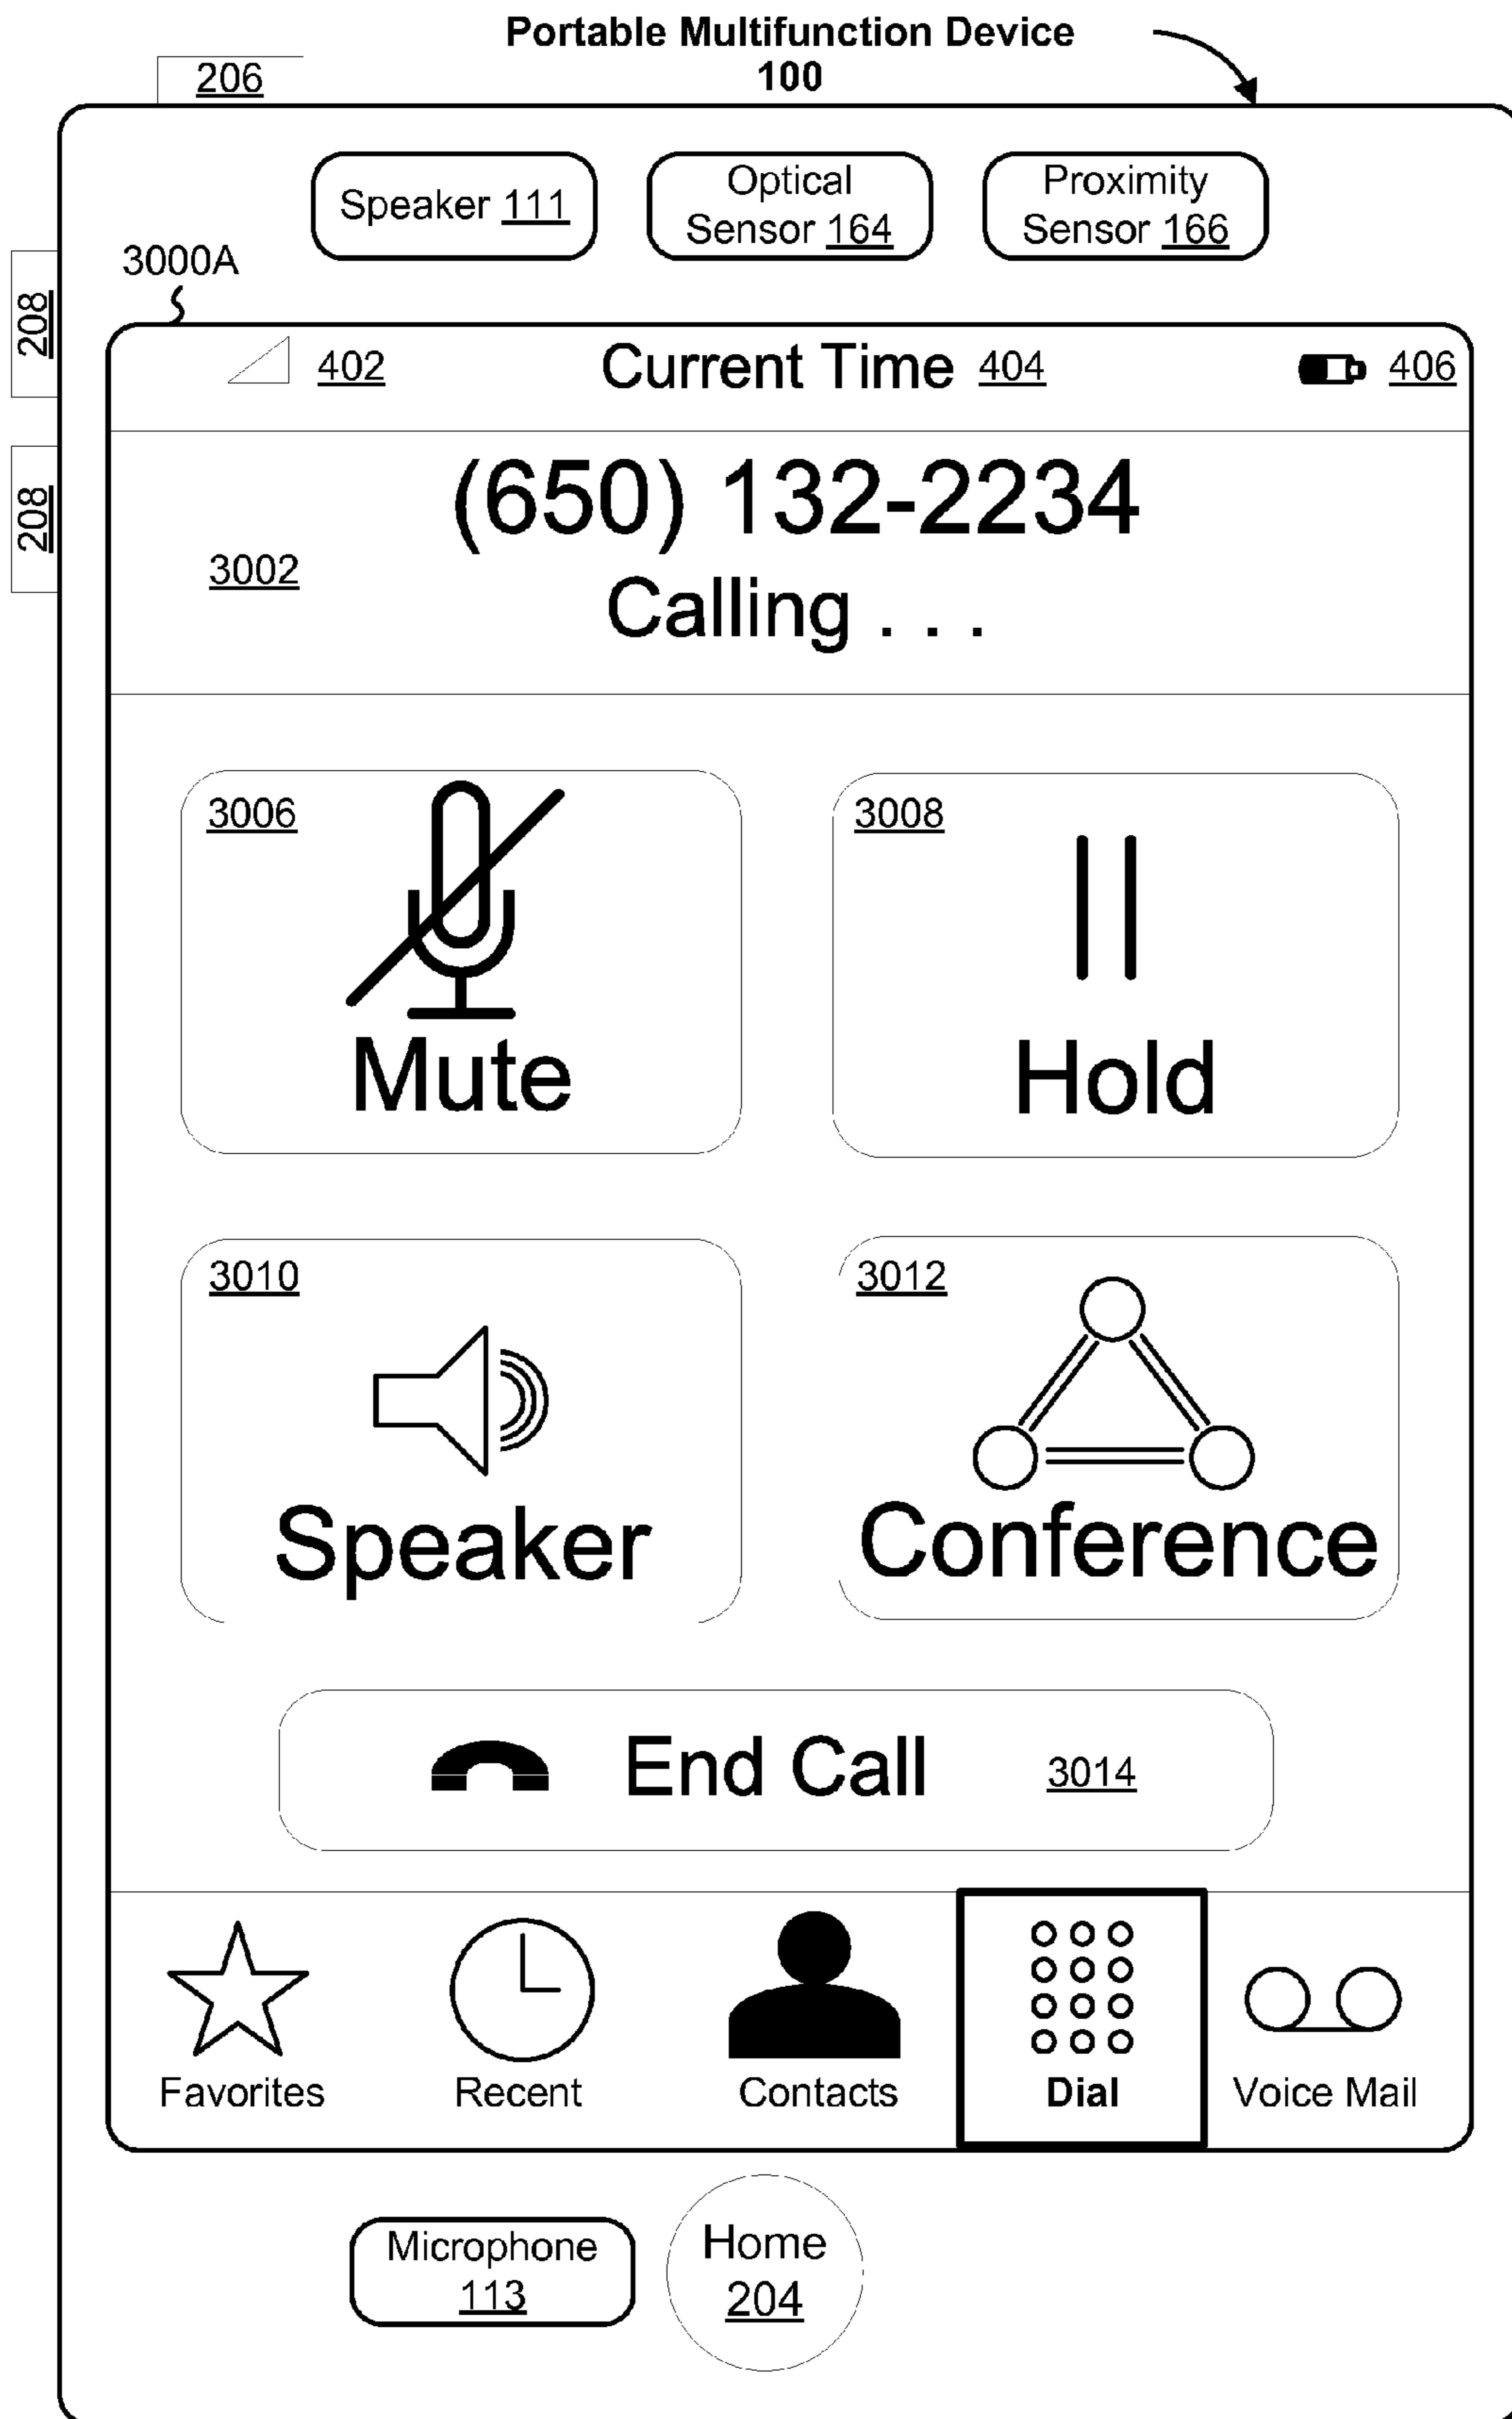 Portable Multifunction Device
100
206
Speaker 111
Optical
Sensor 164
Proximity
Sensor 166
3000A
208
208
402
Current Time 404
406
(650) 132-2234
3002
Calling . . .
3006
Mute
3008
Hold
3010
Speaker
3012
Conference
End Call
3014
Favorites
Recent
Contacts
Dial
Voice Mail
Microphone
113
Home
204